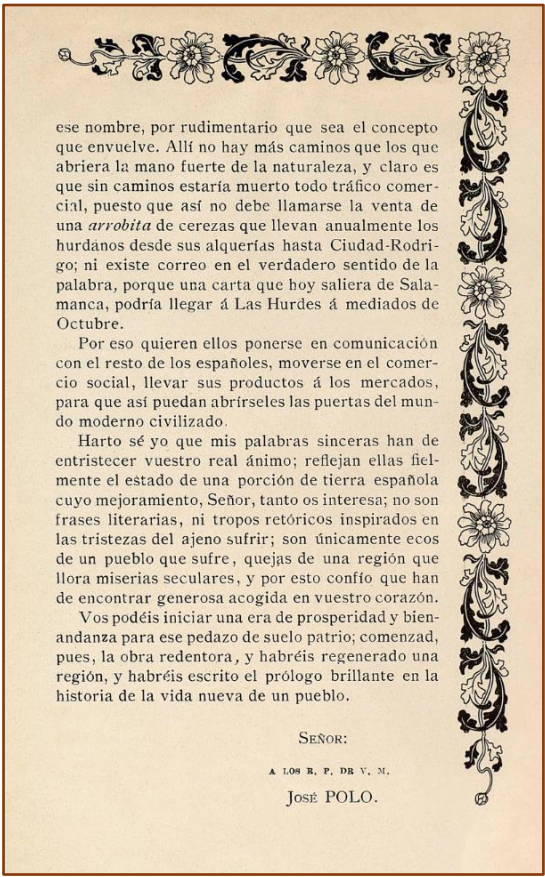 ese nombre, por rudimentario que sea el concepto
que envuelve. Allí no hay más caminos que los que
abriera la mano fuerte de la naturaleza, y claro es
que sin caminos estaría muerto todo tráfico comer-
cial, puesto que así no debe llamarse la venta de
una arrobita de cerezas que llevan anualmente los
hurdanos desde sus alquerías hasta Ciudad-Rodri-
go; ni existe correo en el verdadero sentido de la
palabra, porque una carta que hoy saliera de Sala-
manca, podría llegar á Las Hurdes á mediados de
Octubre.
Por eso quieren ellos ponerse en comunicación
con el resto de los españoles, moverse en el comer-
cio social, llevar sus productos á los mercados,
para que así puedan abrírseles las puertas del mun-
do moderno civilizado.
Harto sé yo que mis palabras sinceras han de
entristecer vuestro real ánimo; reflejan ellas fiel-
mente el estado de una porción de tierra española
cuyo mejoramiento, Señor, tanto os interesa; no son
frases literarias, ni tropos retóricos inspirados en
las tristezas del ajeno sufrir; son únicamente ecos
de un pueblo que sufre, quejas de una región que
llora miserias seculares, y por esto confío que han
de encontrar generosa acogida en vuestro corazón.
Vos podéis iniciar una era de prosperidad y bien-
andanza para ese pedazo de suelo patrio; comenzad,
pues, la obra redentora, y habréis regenerado una
región, y habréis escrito el prólogo brillante en la
historia de la vida nueva de un pueblo.
SEÑOR:
A LOS R. P. DE V. M.
JOSÉ POLO.